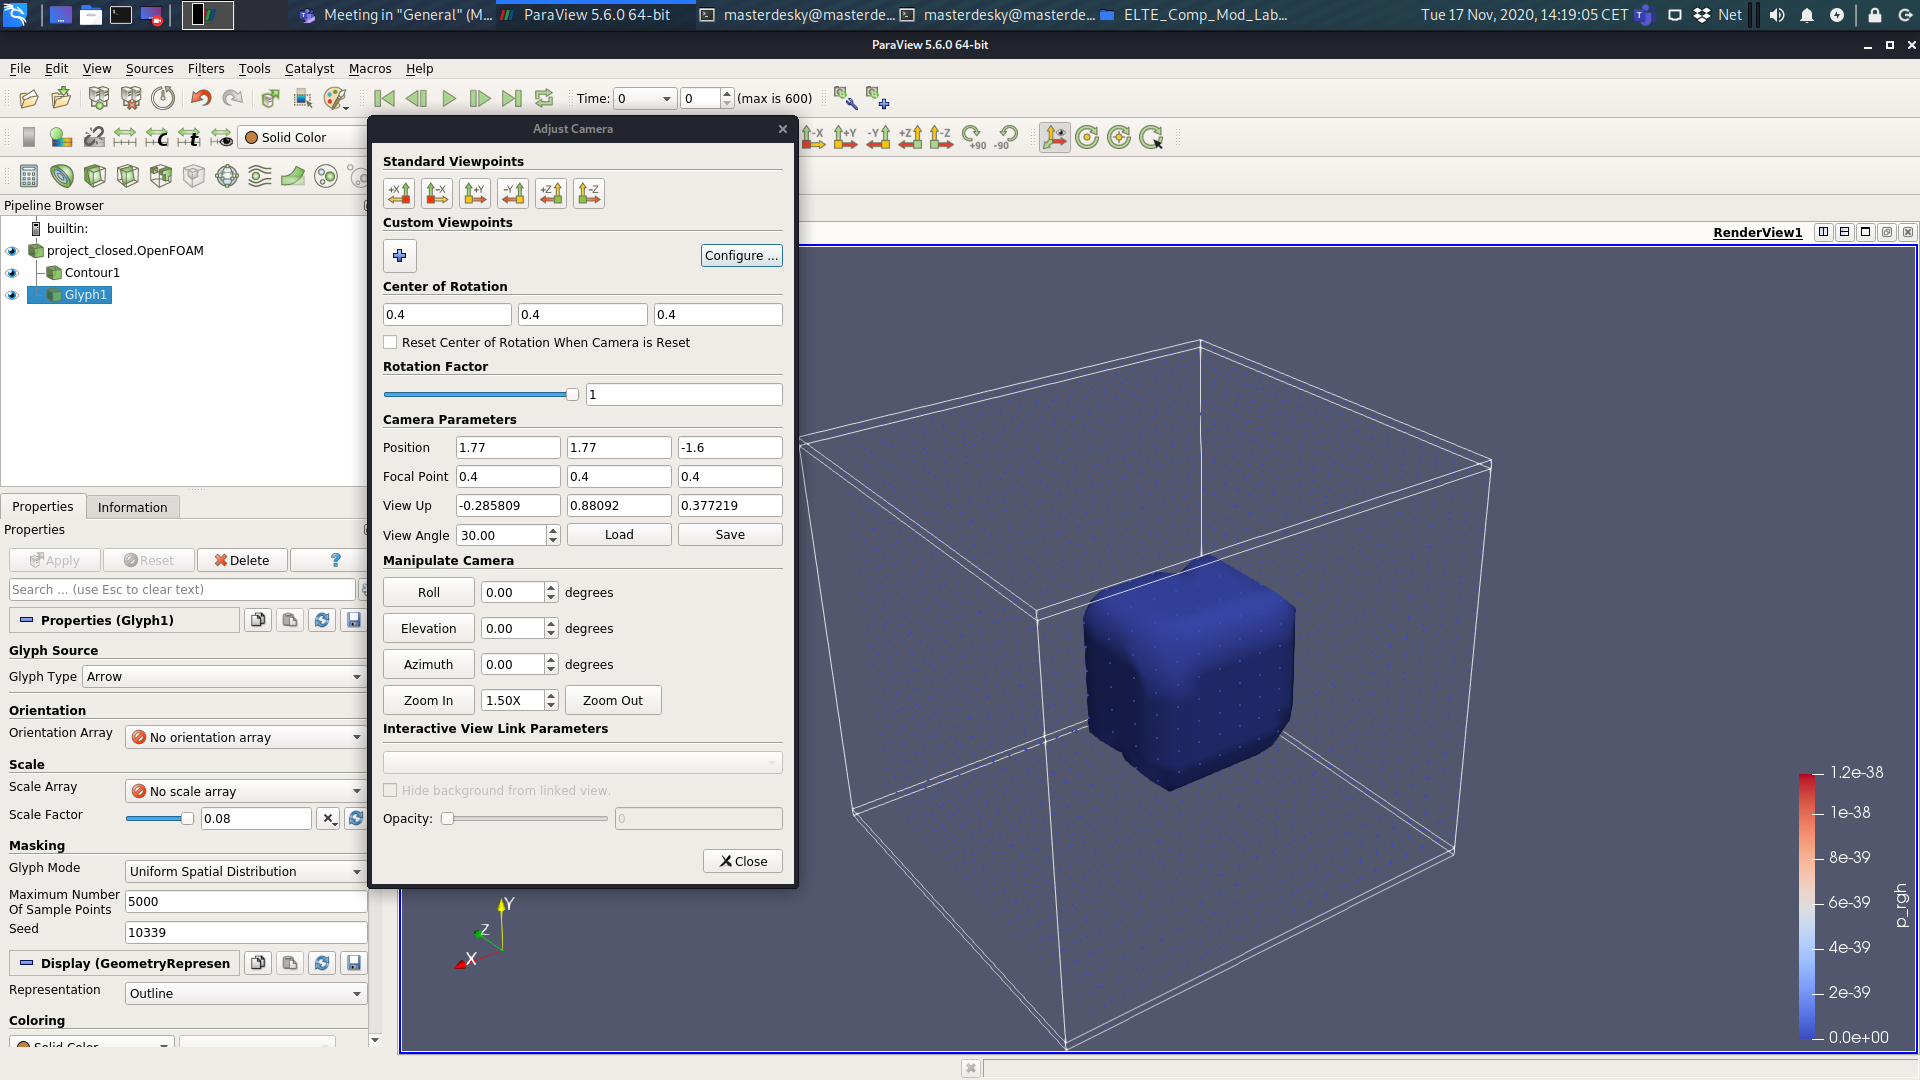 Meeting in "General" (M...
ParaView 5.6.0 64-bit
masterdesky@masterde...
masterdesky@masterde...
ELTE_Comp_Mod_Lab...
Tue 17 Nov, 2020, 14:19:05 CET
Net
ParaView 5.6.0 64-bit
File Edit View Sources Filters Tools Catalyst Macros Help
Time: 0 0 (max is 600)
Solid Color
-X +Y -Y +Z -Z +90 -90
Pipeline Browser
builtin:
project_closed.OpenFOAM
Contour1
Glyph1
Properties Information
Properties
Apply Reset Delete ?
Search ... (use Esc to clear text)
Properties (Glyph1)
Glyph Source
Glyph Type Arrow
Orientation
Orientation Array No orientation array
Scale
Scale Array No scale array
Scale Factor 0.08
Masking
Glyph Mode Uniform Spatial Distribution
Maximum Number
Of Sample Points 5000
Seed 10339
Display (GeometryRepresen
Representation Outline
Coloring
Solid Color
Adjust Camera
Standard Viewpoints
+X -X +Y -Y +Z -Z
Custom Viewpoints
Configure ...
Center of Rotation
0.4 0.4 0.4
Reset Center of Rotation When Camera is Reset
Rotation Factor
1
Camera Parameters
Position 1.77 1.77 -1.6
Focal Point 0.4 0.4 0.4
View Up -0.285809 0.88092 0.377219
View Angle 30.00 Load Save
Manipulate Camera
Roll 0.00 degrees
Elevation 0.00 degrees
Azimuth 0.00 degrees
Zoom In 1.50X Zoom Out
Interactive View Link Parameters
Hide background from linked view.
Opacity: 0
Close
RenderView1
Y
Z
X
1.2e-38
1e-38
8e-39
6e-39
4e-39
2e-39
0.0e+00
p_rgh